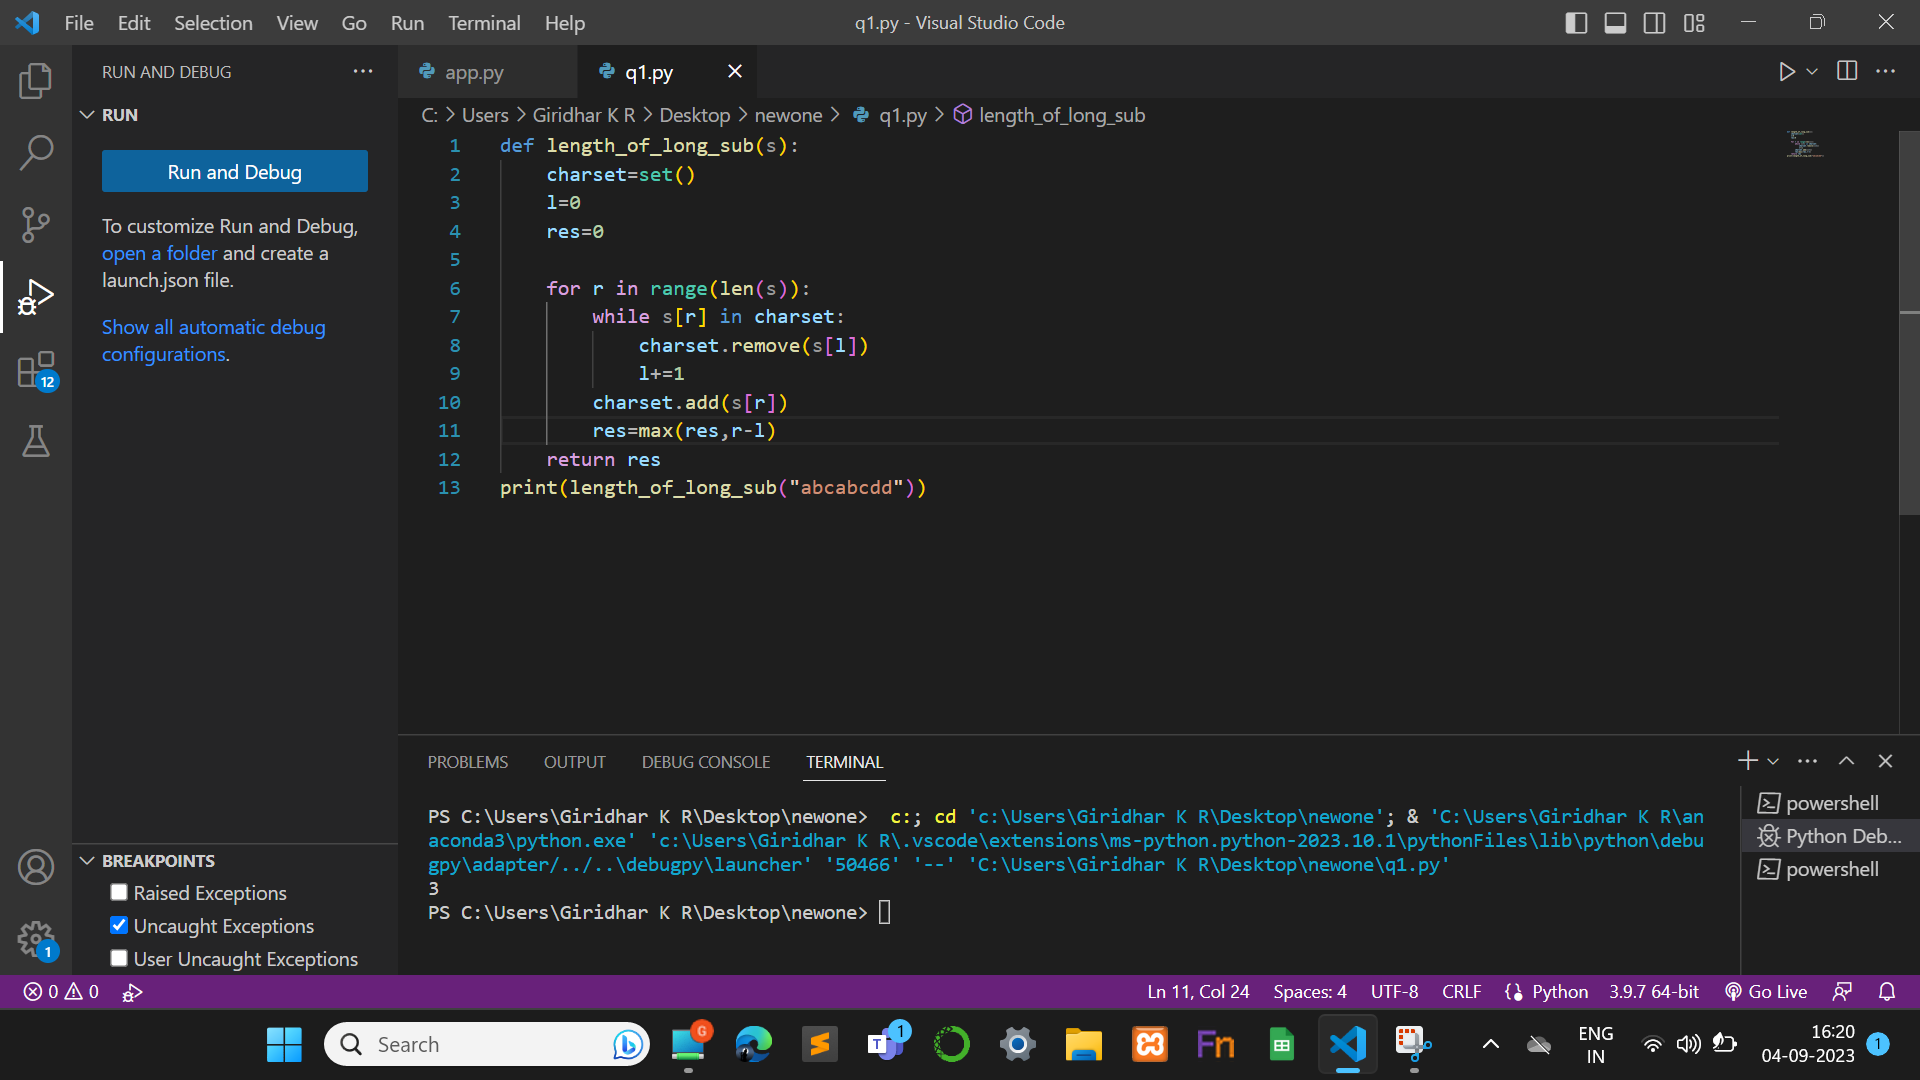 File Edit Selection View Go Run Terminal Help
q1.py - Visual Studio Code
RUN AND DEBUG
RUN
Run and Debug
To customize Run and Debug,
open a folder and create a
launch.json file.
Show all automatic debug
configurations.
12
1
BREAKPOINTS
Raised Exceptions
Uncaught Exceptions
User Uncaught Exceptions
app.py
q1.py
C: > Users > Giridhar K R > Desktop > newone > q1.py > length_of_long_sub
1 def length_of_long_sub(s):
2     charset=set()
3     l=0
4     res=0
5
6     for r in range(len(s)):
7         while s[r] in charset:
8             charset.remove(s[l])
9             l+=1
10         charset.add(s[r])
11         res=max(res,r-l)
12     return res
13 print(length_of_long_sub("abcabcdd"))
PROBLEMS OUTPUT DEBUG CONSOLE TERMINAL
PS C:\Users\Giridhar K R\Desktop\newone>  c:; cd 'c:\Users\Giridhar K R\Desktop\newone'; & 'C:\Users\Giridhar K R\an
aconda3\python.exe' 'c:\Users\Giridhar K R\.vscode\extensions\ms-python.python-2023.10.1\pythonFiles\lib\python\debu
gpy\adapter/../..\debugpy\launcher' '50466' '--' 'C:\Users\Giridhar K R\Desktop\newone\q1.py'
3
PS C:\Users\Giridhar K R\Desktop\newone>
powershell
Python Deb...
powershell
0 0
Ln 11, Col 24 Spaces: 4 UTF-8 CRLF Python 3.9.7 64-bit Go Live
Search
G
T
1
Fn
ENG
IN
16:20
04-09-2023
1